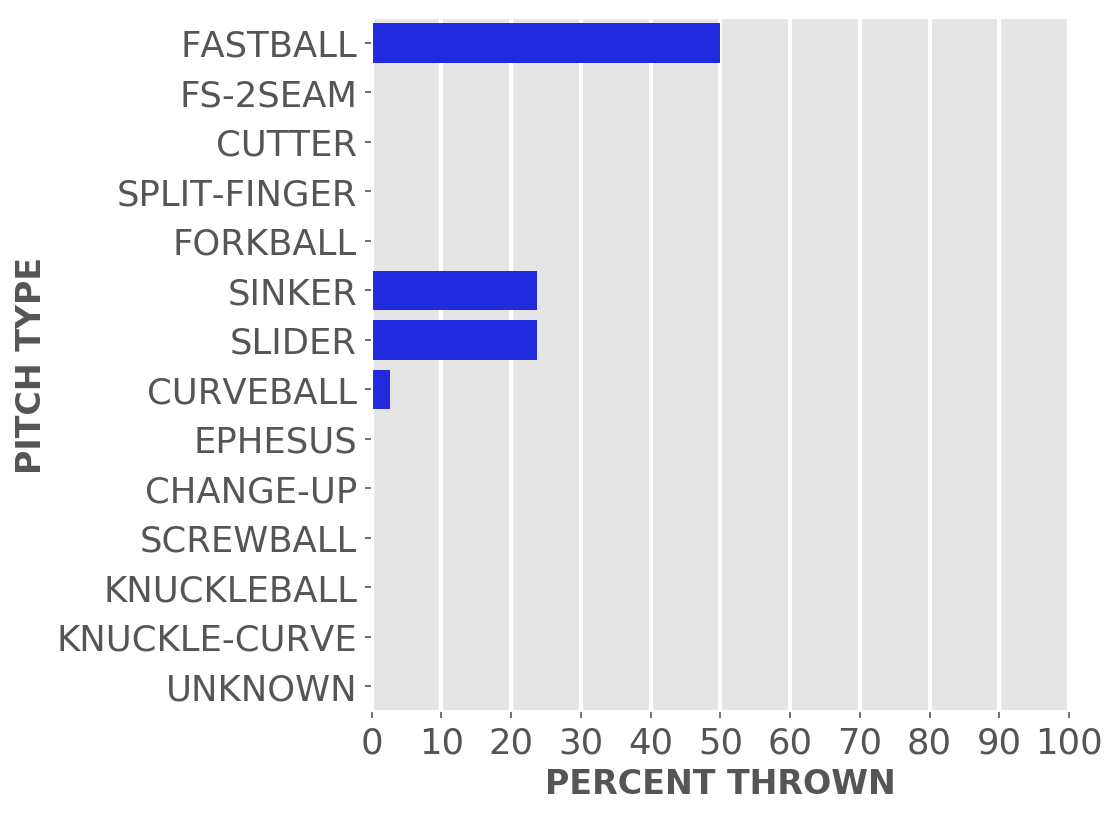 FASTBALL
FS-2SEAM
CUTTER
SPLIT-FINGER
FORKBALL
SINKER
SLIDER
CURVEBALL
EPHESUS
CHANGE-UP
SCREWBALL
KNUCKLEBALL
KNUCKLE-CURVE
UNKNOWN
PITCH TYPE
0 10 20 30 40 50 60 70 80 90 100
PERCENT THROWN